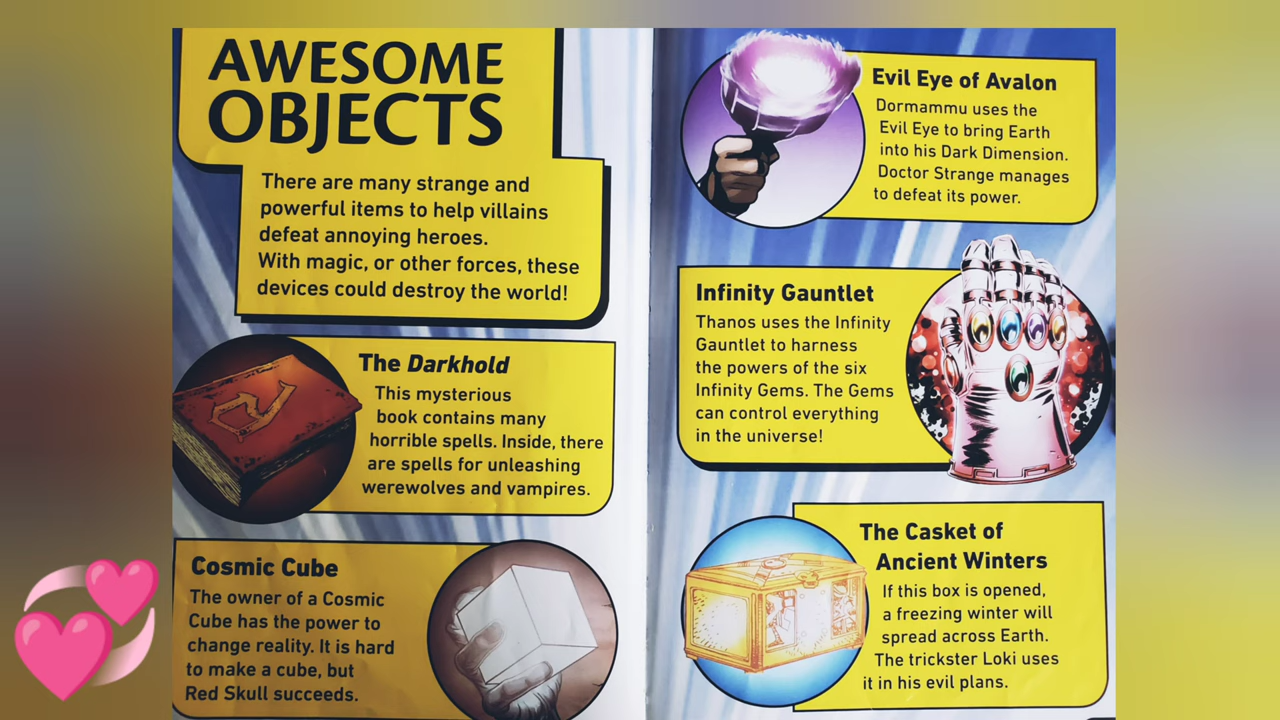 AWESOME
OBJECTS
There are many strange and
powerful items to help villains
defeat annoying heroes.
With magic, or other forces, these
devices could destroy the world!
The Darkhold
This mysterious
book contains many
horrible spells. Inside, there
are spells for unleashing
werewolves and vampires.
Cosmic Cube
The owner of a Cosmic
Cube has the power to
change reality. It is hard
to make a cube, but
Red Skull succeeds.
Evil Eye of Avalon
Dormammu uses the
Evil Eye to bring Earth
into his Dark Dimension.
Doctor Strange manages
to defeat its power.
Infinity Gauntlet
Thanos uses the Infinity
Gauntlet to harness
the powers of the six
Infinity Gems. The Gems
can control everything
in the universe!
The Casket of
Ancient Winters
If this box is opened,
a freezing winter will
spread across Earth.
The trickster Loki uses
it in his evil plans.